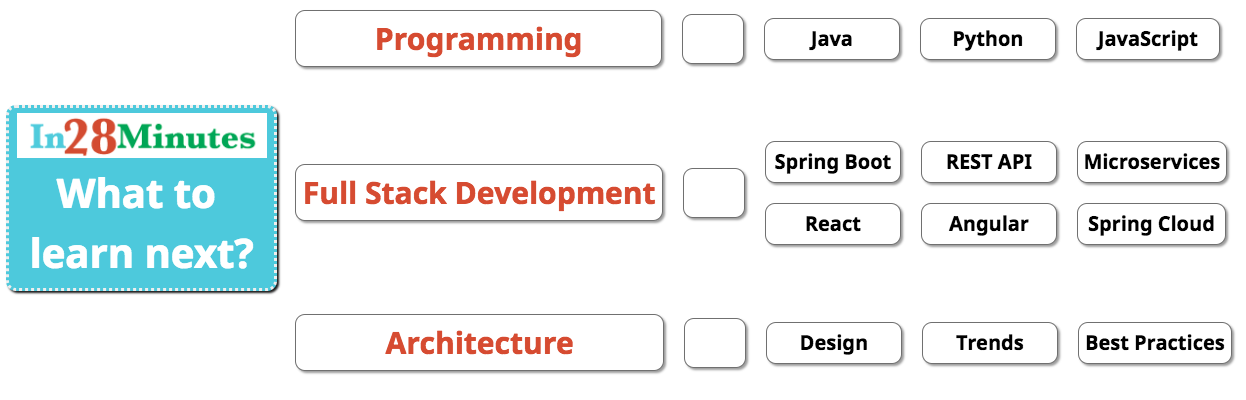 Programming
Java
Python
JavaScript
In28Minutes
What to
learn next?
Full Stack Development
Spring Boot
REST API
Microservices
React
Angular
Spring Cloud
Architecture
Design
Trends
Best Practices